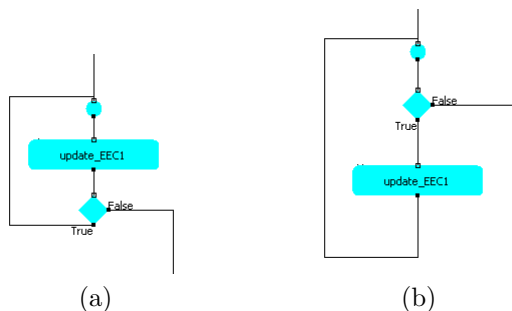 update_EEC1
False
True
(a)
False
True
update_EEC1
(b)